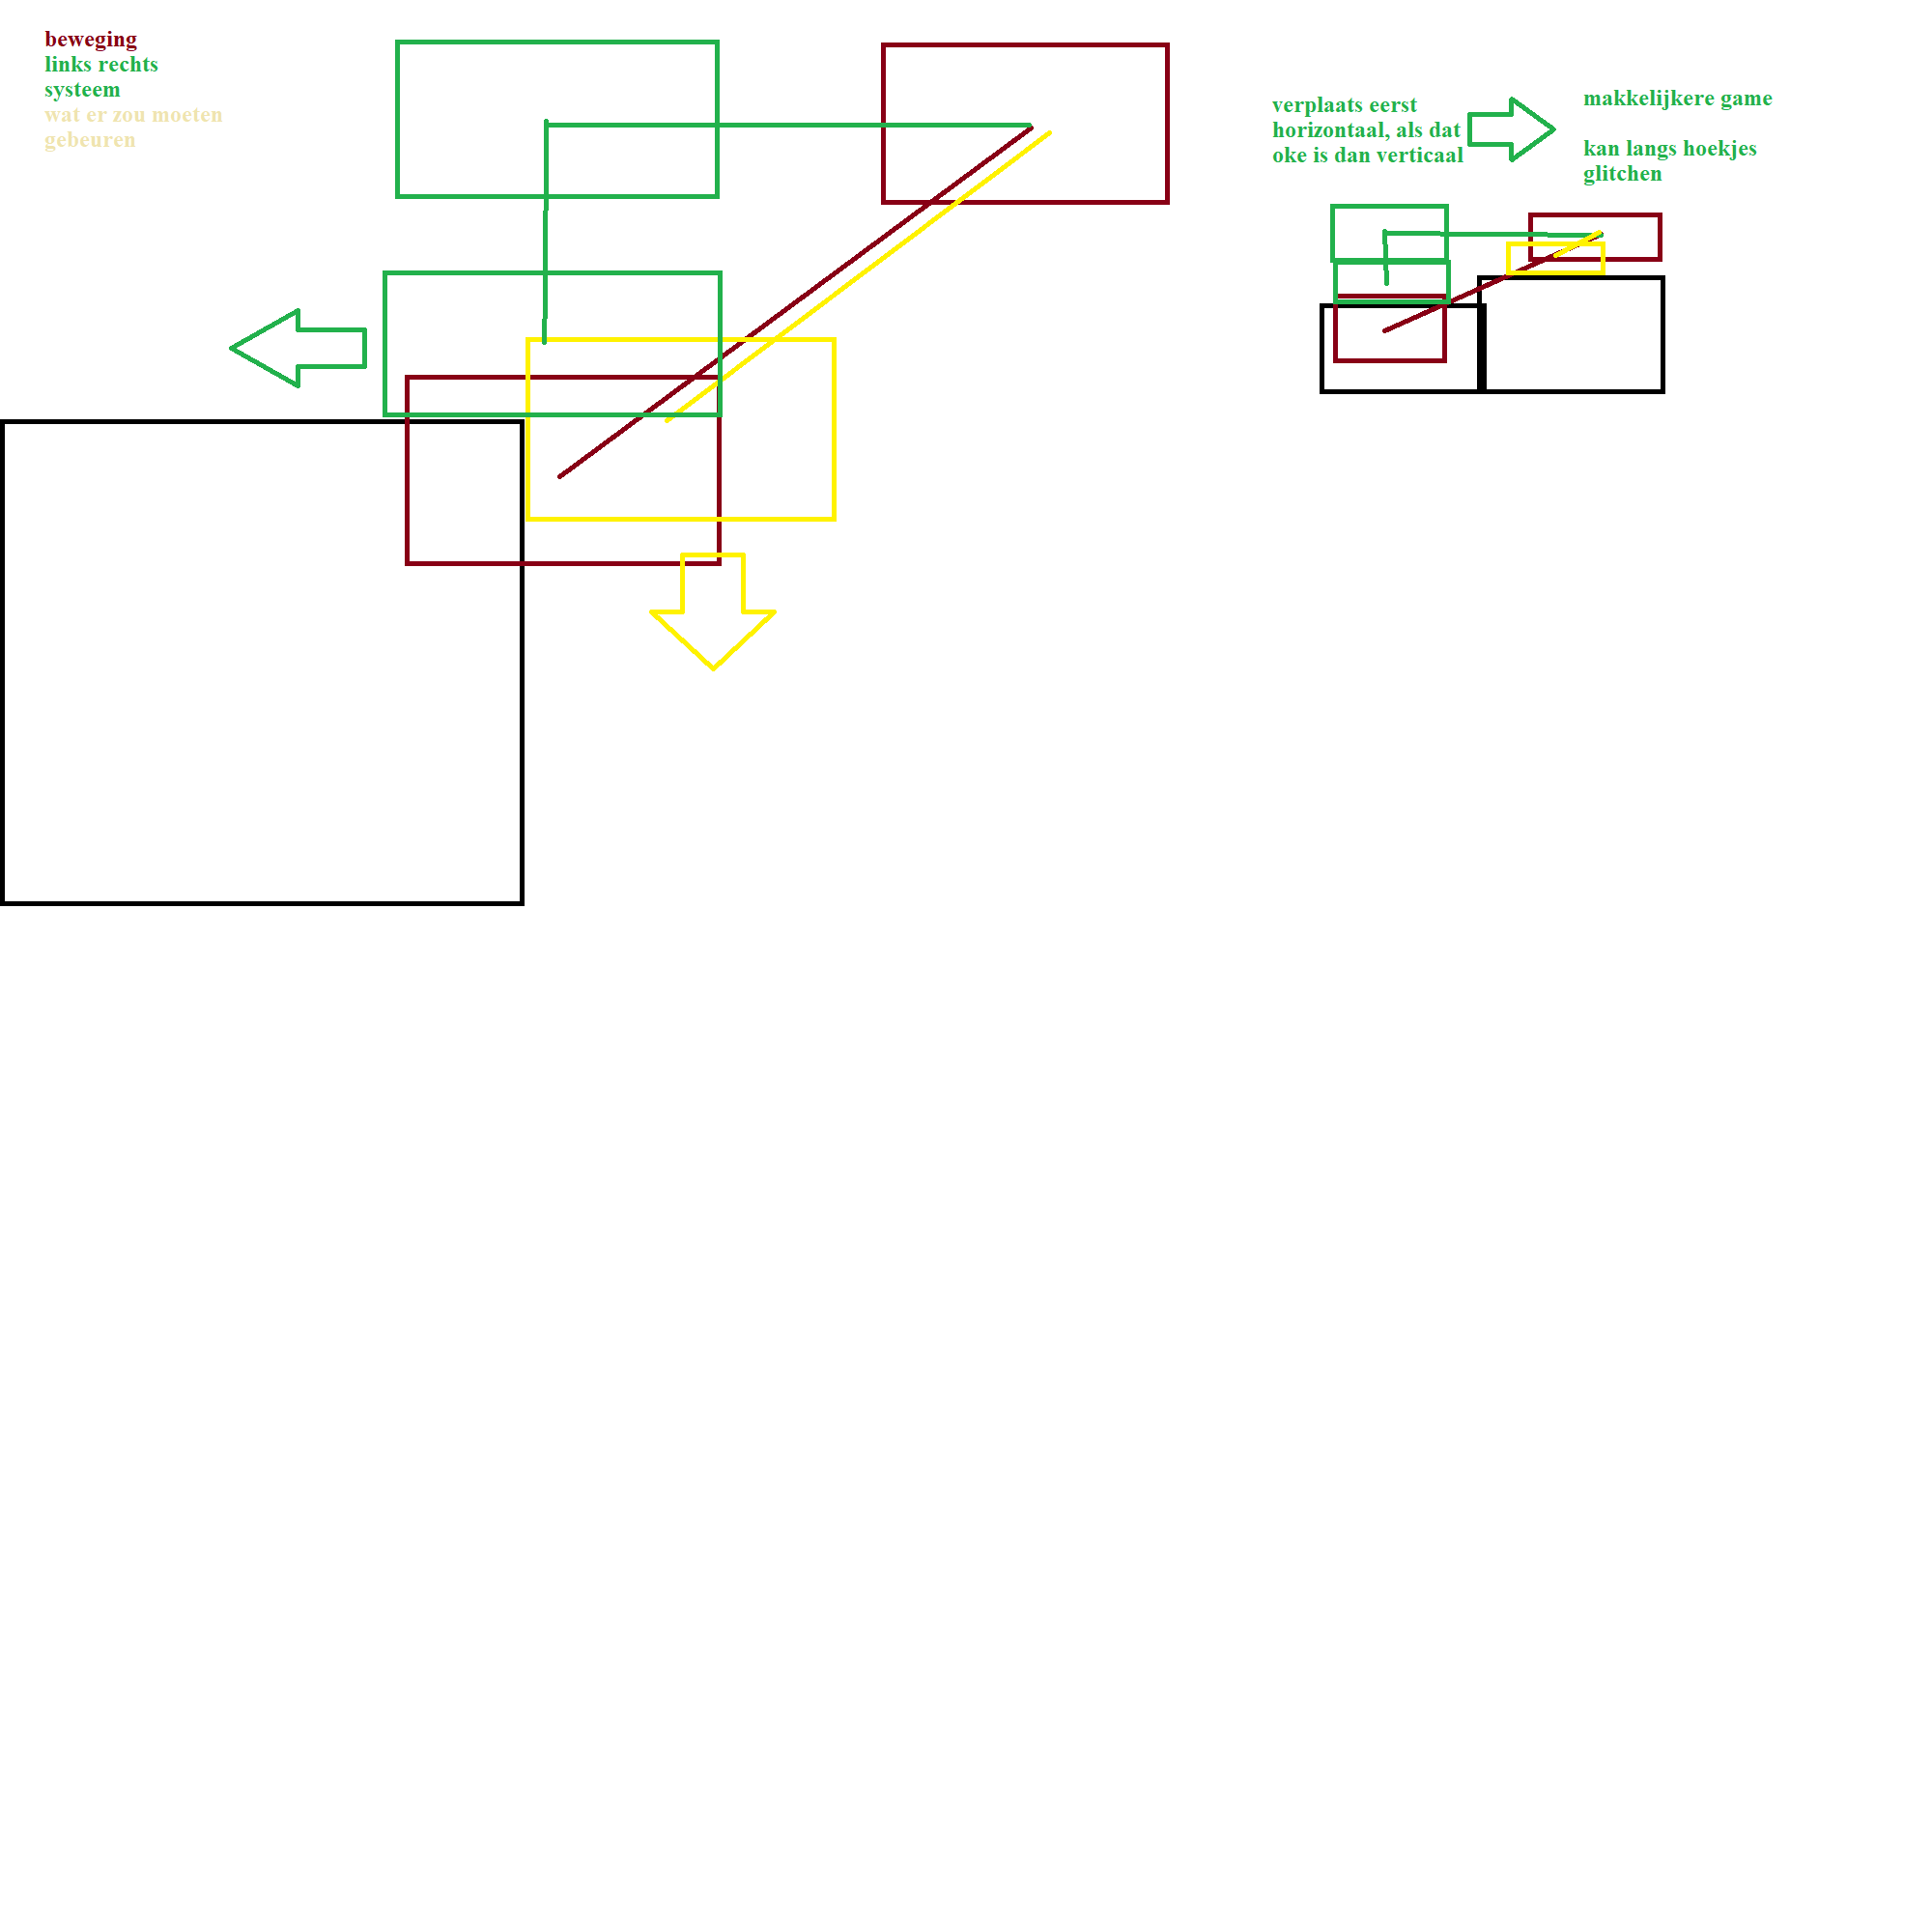 beweging
links rechts
systeem
wat er zou moeten
gebeuren
verplaats eerst
horizontaal, als dat
oke is dan verticaal
makkelijkere game
kan langs hoekjes
glitchen